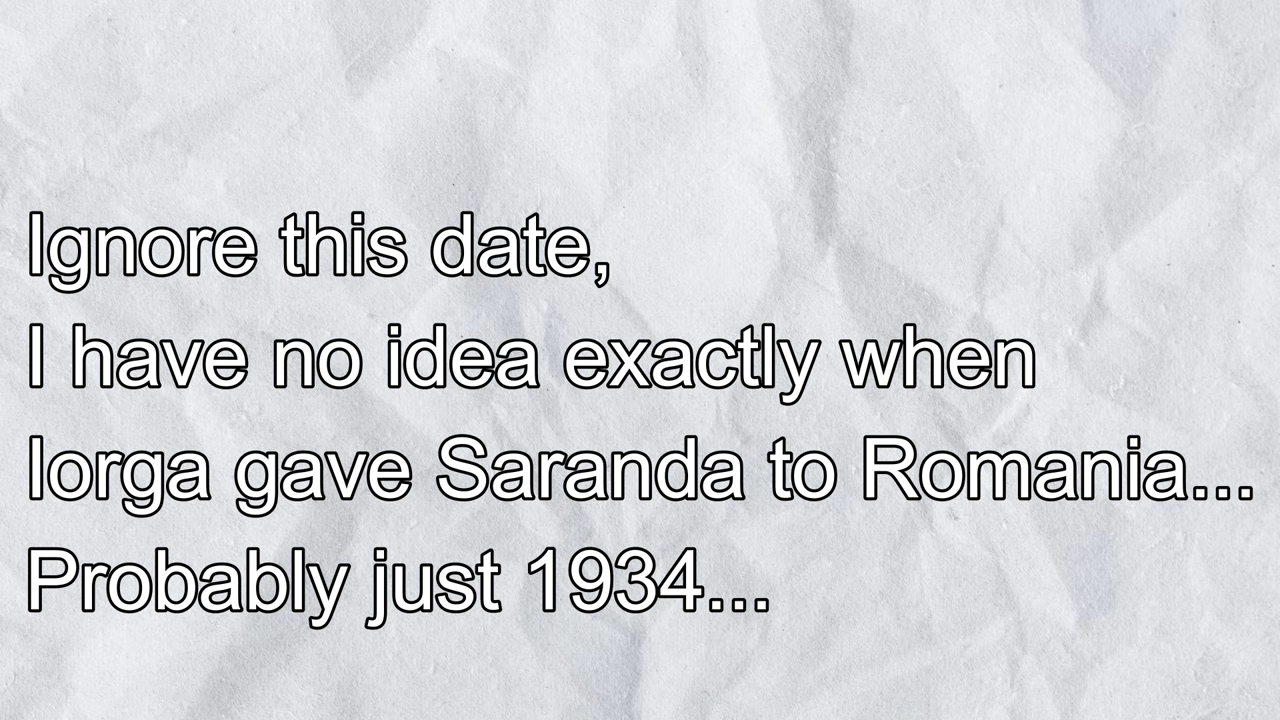 Ignore this date,
I have no idea exactly when
Iorga gave Saranda to Romania...
Probably just 1934...